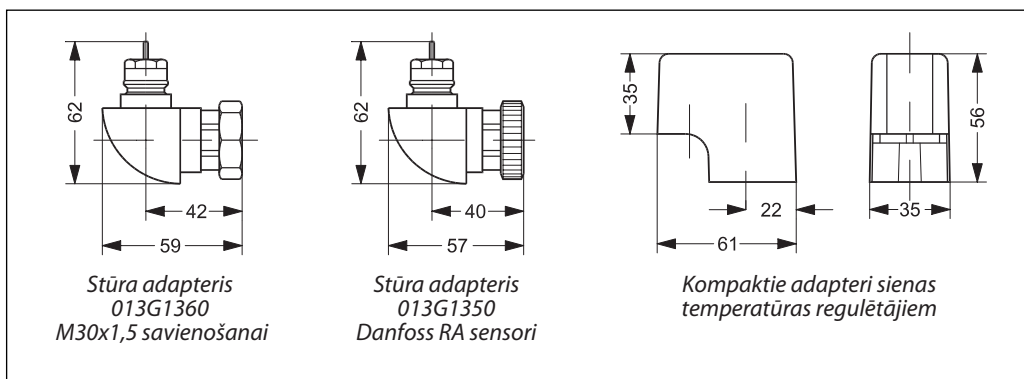 62
42
59
Stūra adapteris
013G1360
M30x1,5 savienošanai
62
40
57
Stūra adapteris
013G1350
Danfoss RA sensori
35
22
61
56
35
Kompaktie adapteri sienas
temperatūras regulētājiem